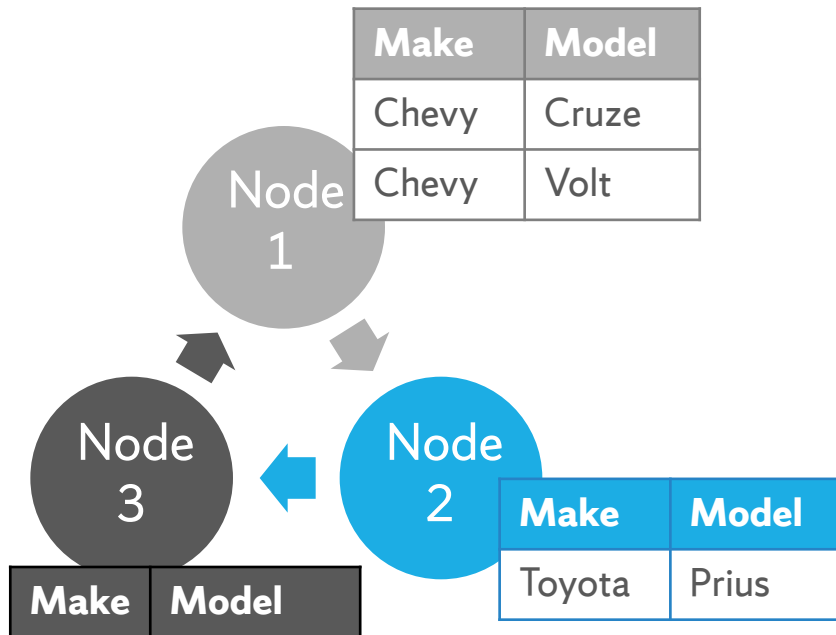 Make Model
Chevy Cruze
Chevy Volt
Node
1
Node
3
Node
2
Make Model
Toyota Prius
Make Model